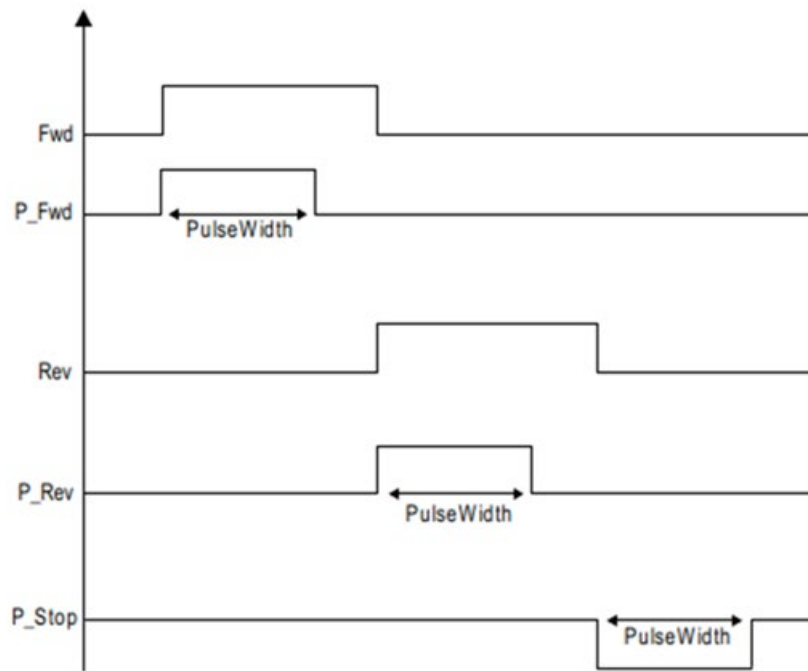 Fwd
P_Fwd
PulseWidth
Rev
P_Rev
PulseWidth
P_Stop
PulseWidth